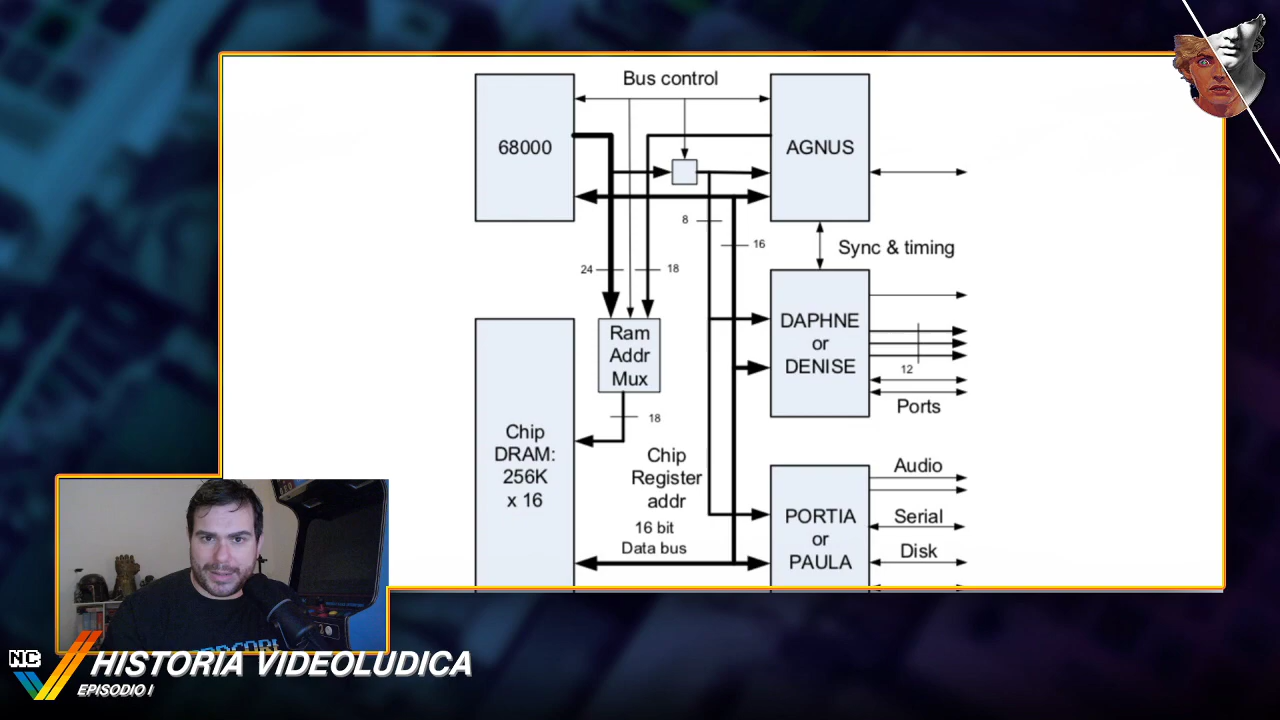 Bus control
68000
AGNUS
8
16
Sync & timing
24
18
Ram
Addr
Mux
DAPHNE
or
DENISE
12
Ports
18
Chip
DRAM:
256K
x 16
Chip
Register
addr
16 bit
Data bus
Audio
PORTIA
or
PAULA
Serial
Disk
NC
HISTORIA VIDEOLUDICA
EPISODIO I